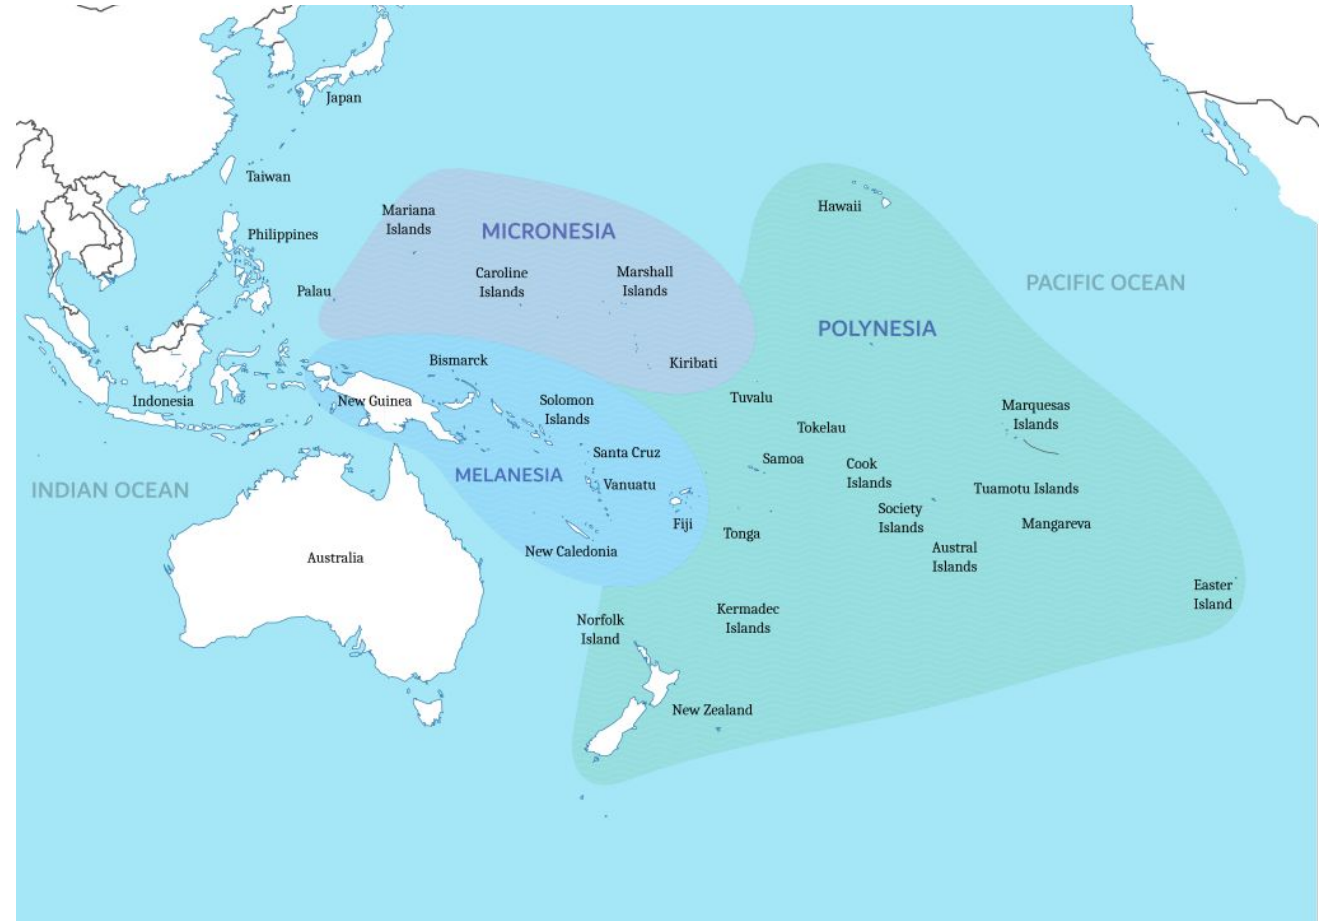 Japan
Taiwan
Mariana
Islands
Hawaii
MICRONESIA
Philippines
Caroline
Islands
Marshall
Islands
PACIFIC OCEAN
Palau
POLYNESIA
Bismarck
Kiribati
Indonesia
New Guinea
Solomon
Islands
Tuvalu
Marquesas
Islands
Tokelau
Santa Cruz
Samoa
Cook
Islands
INDIAN OCEAN
MELANESIA
Vanuatu
Tuamotu Islands
Society
Islands
Fiji
Mangareva
Tonga
New Caledonia
Australia
Austral
Islands
Easter
Island
Norfolk
Island
Kermadec
Islands
New Zealand